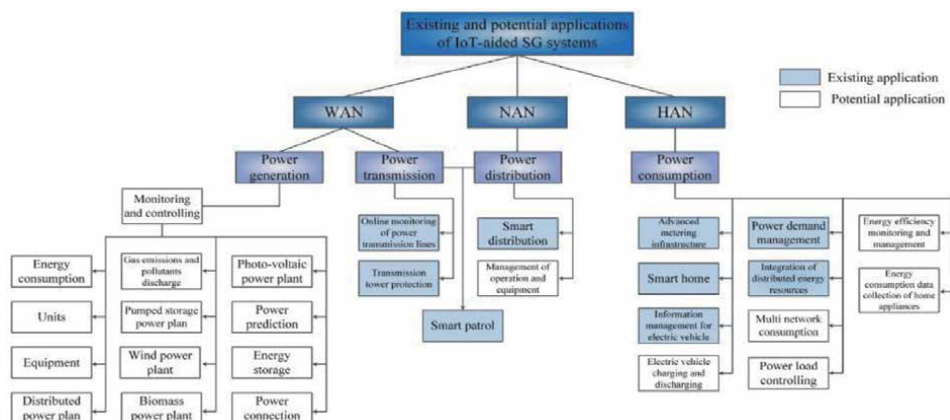 Existing and potential applications
of IoT-aided SG systems
Existing application
Potential application
WAN
NAN
HAN
Power
generation
Power
transmission
Power
distribution
Power
consumption
Monitoring
and controlling
Energy
consumption
Units
Equipment
Distributed
power plan
Gas emissions and
pollutants
discharge
Pumped storage
power plan
Wind power
plant
Biomass
power plant
Photo-voltaic
power plant
Power
prediction
Energy
storage
Power
connection
Online monitoring
of power
transmission lines
Transmission
tower protection
Smart patrol
Smart
distribution
Management of
operation and
equipment
Advanced
metering
infrastructure
Smart home
Information
management for
electric vehicle
Electric vehicle
charging and
discharging
Power demand
management
Integration of
distributed energy
resources
Multi network
consumption
Power load
controlling
Energy efficiency
monitoring and
management
Energy
consumption data
collection of home
appliances